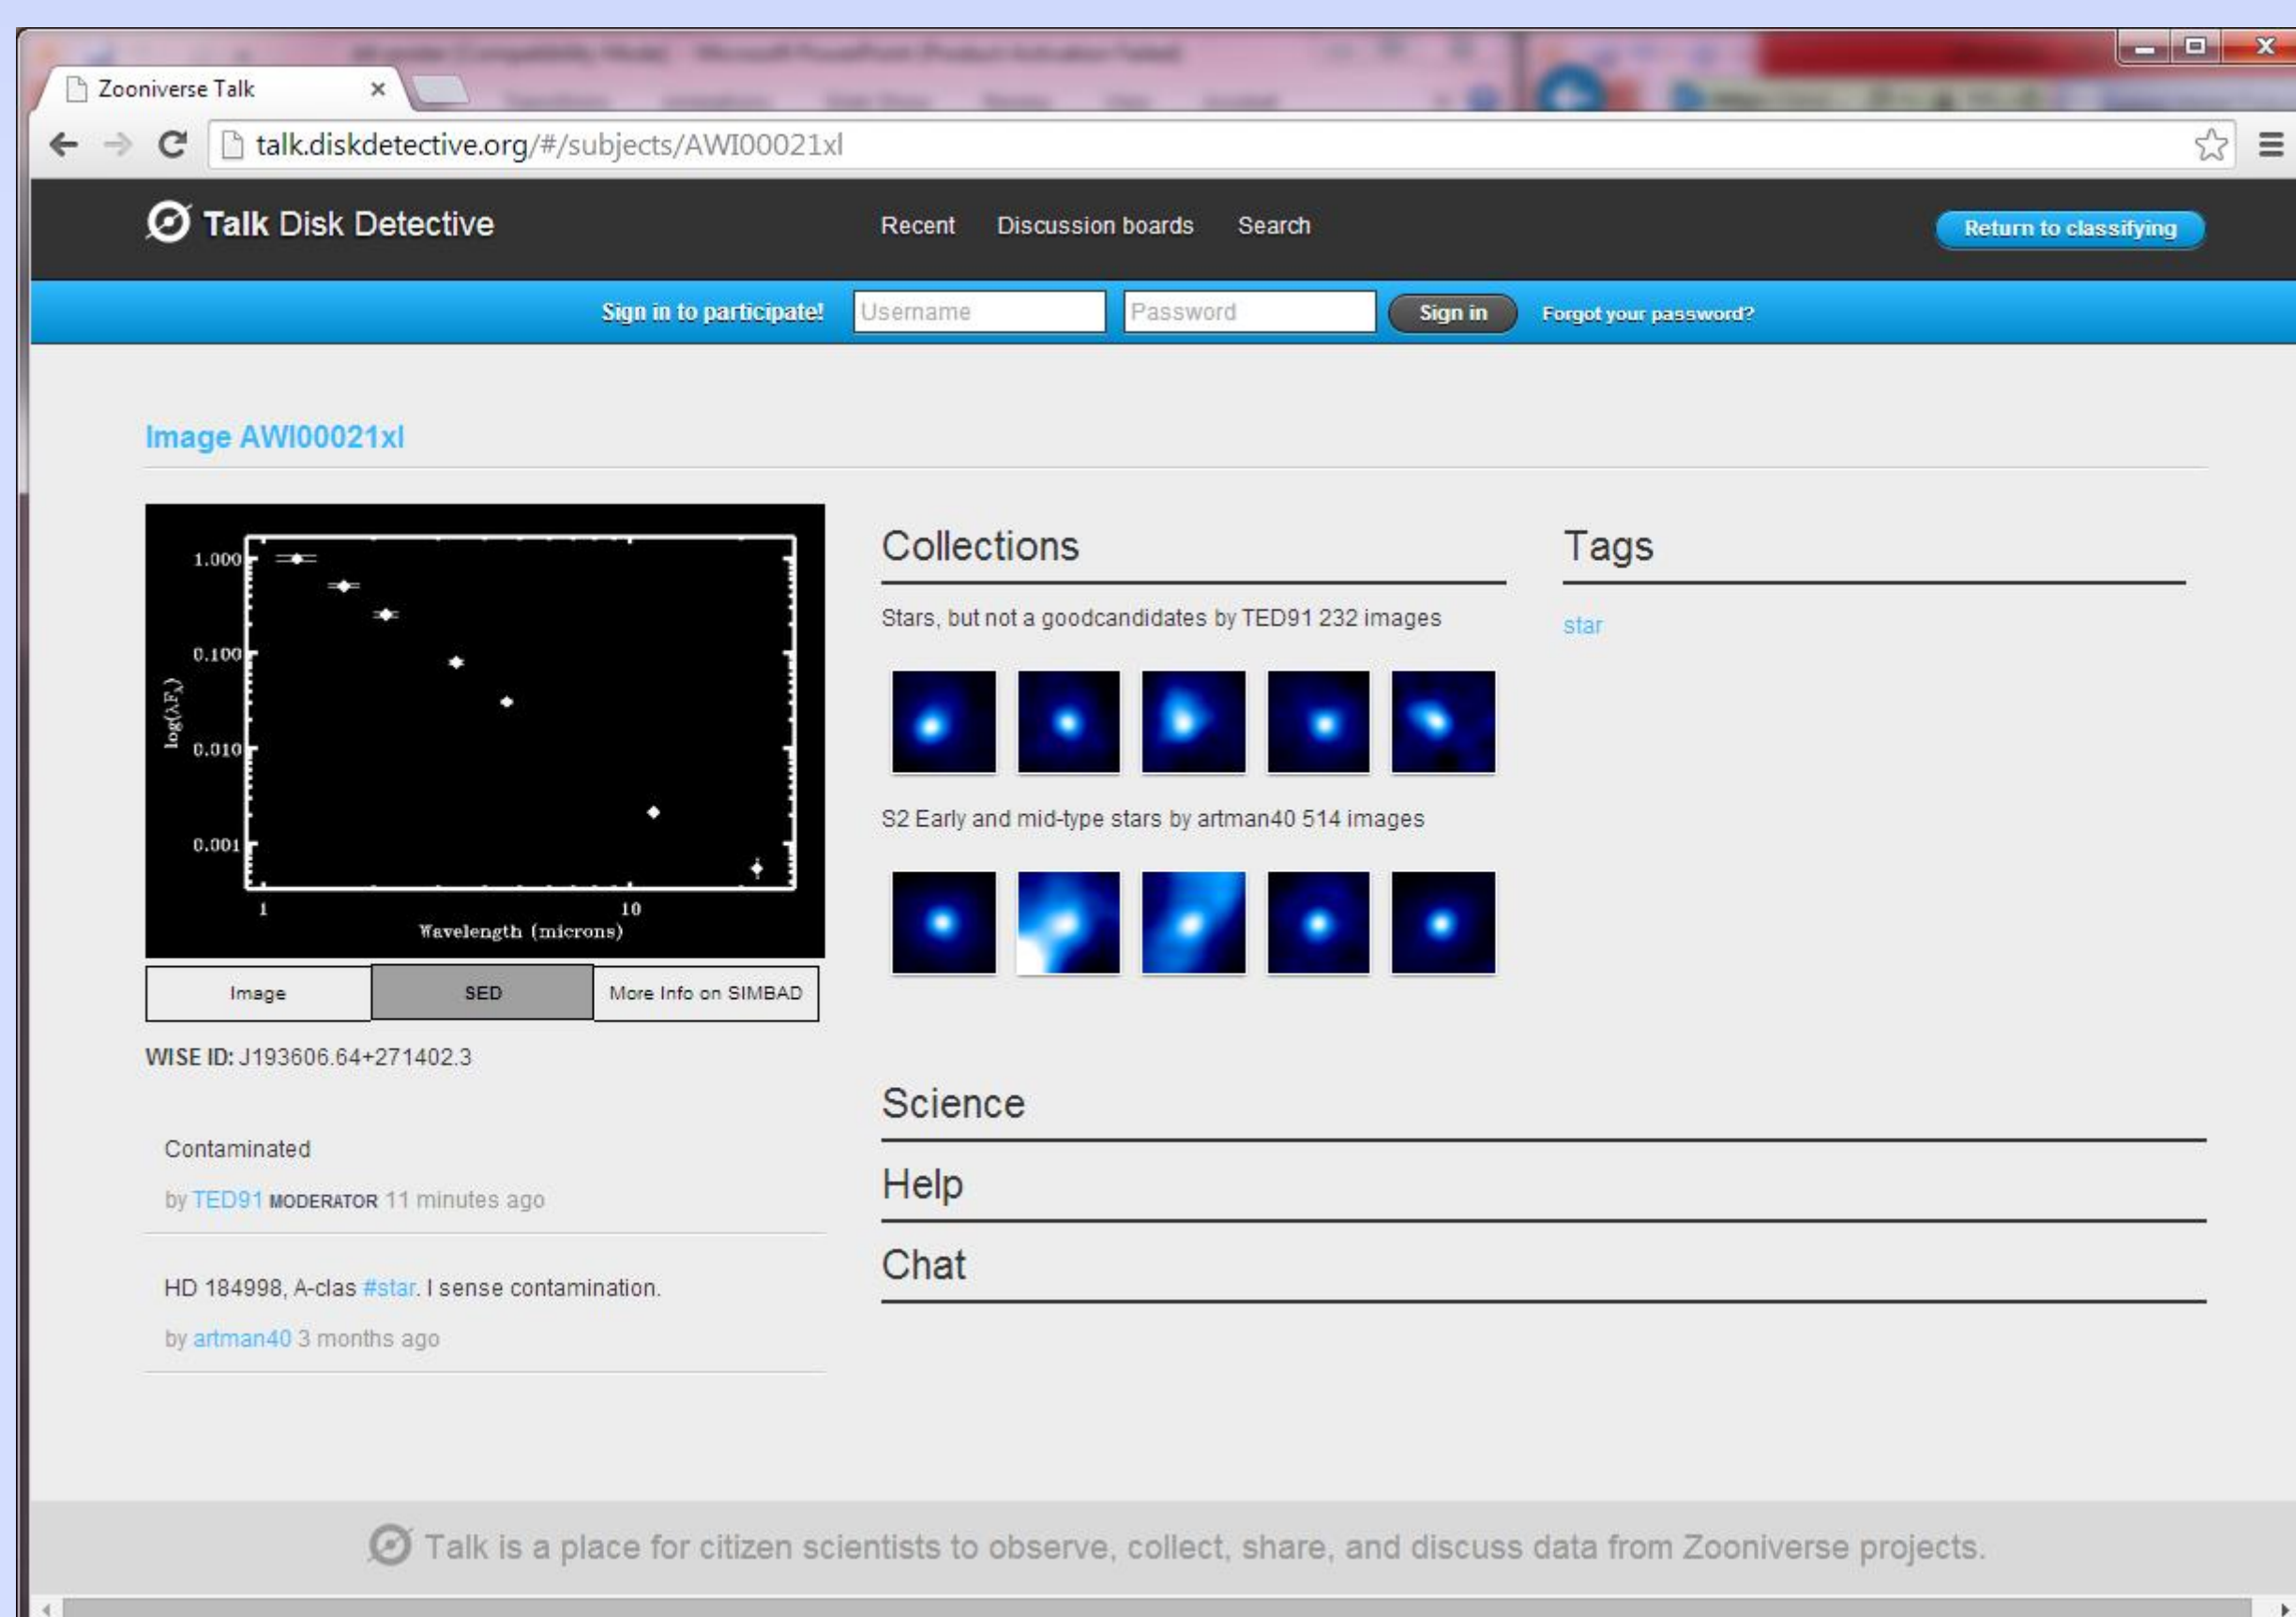 Zooniverse Talk
talk.diskdetective.org/#/subjects/AWI00021xl
Talk Disk Detective
Recent Discussion boards Search
Return to classifying
Sign in to participate! Username Password Sign in Forgot your password?
Image AWI00021xl
1.000
0.100
0.010
0.001
log(λFλ)
1 10
Wavelength (microns)
Image SED More Info on SIMBAD
WISE ID: J193606.64+271402.3
Contaminated
by TED91 MODERATOR 11 minutes ago
HD 184998, A-clas #star. I sense contamination.
by artman40 3 months ago
Collections
Stars, but not a goodcandidates by TED91 232 images
S2 Early and mid-type stars by artman40 514 images
Tags
star
Science
Help
Chat
Talk is a place for citizen scientists to observe, collect, share, and discuss data from Zooniverse projects.